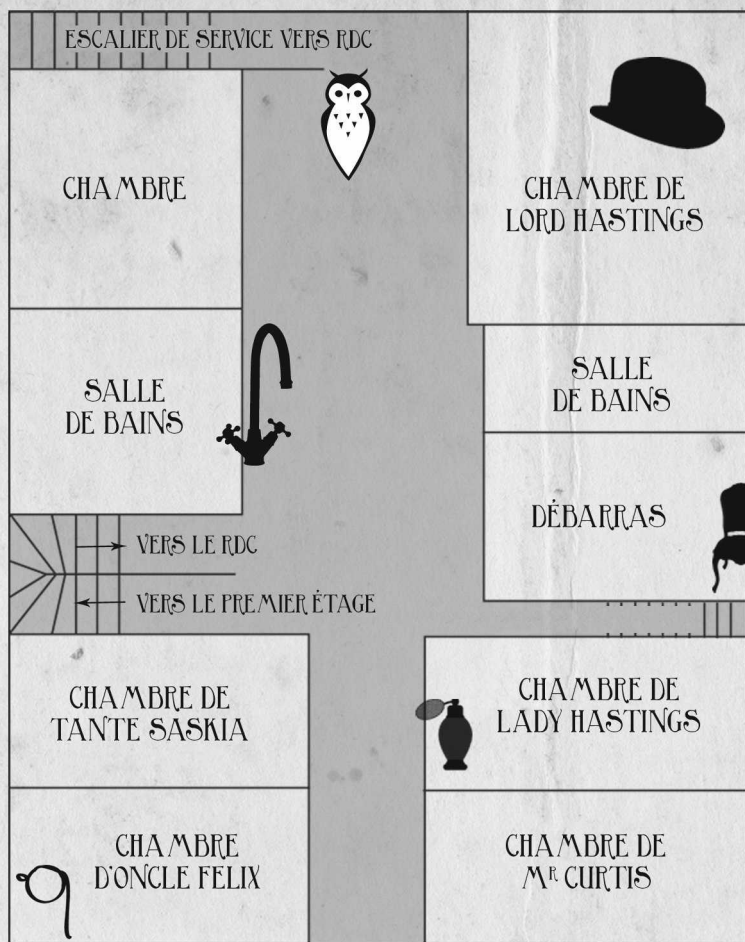 ESCALIER DE SERVICE VERS RDC
CHAMBRE
CHAMBRE DE
LORD HASTINGS
SALLE
DE BAINS
SALLE
DE BAINS
DÉBARRAS
VERS LE RDC
VERS LE PREMIER ÉTAGE
CHAMBRE DE
TANTE SASKIA
CHAMBRE DE
LADY HASTINGS
CHAMBRE
D'ONCLE FELIX
CHAMBRE DE
MR CURTIS